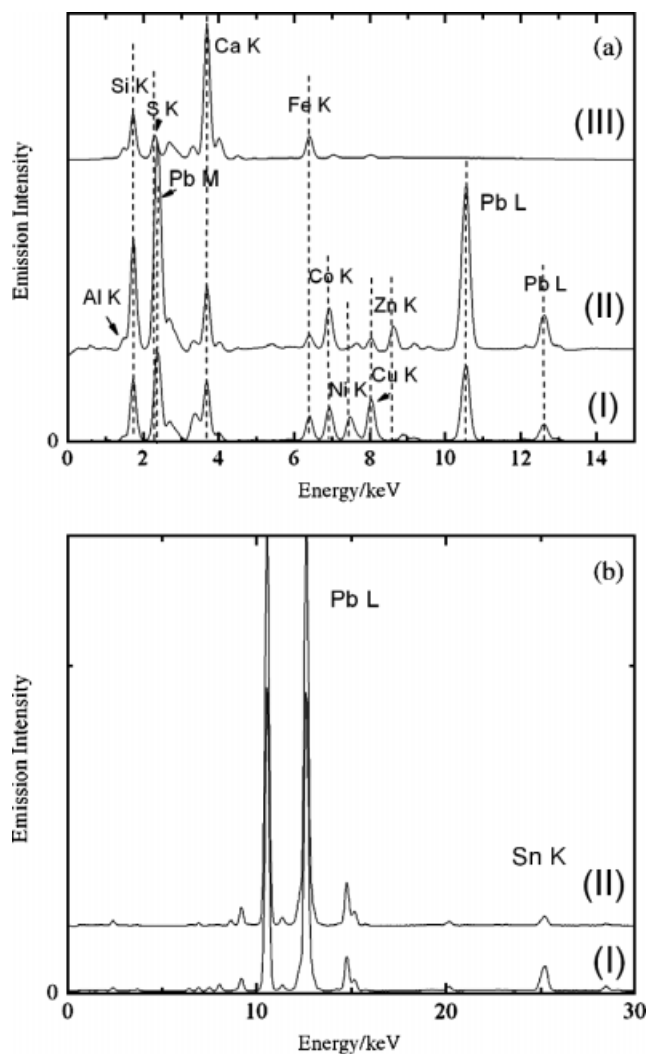 (a)
Ca K
Si K
S K
Fe K
(III)
Pb M
Pb L
Co K
Zn K
Pb L
Al K
(II)
Ni K
Cu K
(I)
0
0 2 4 6 8 10 12 14
Energy/keV
Emission Intensity
(b)
Pb L
Sn K
(II)
(I)
0
0 10 20 30
Energy/keV
Emission Intensity